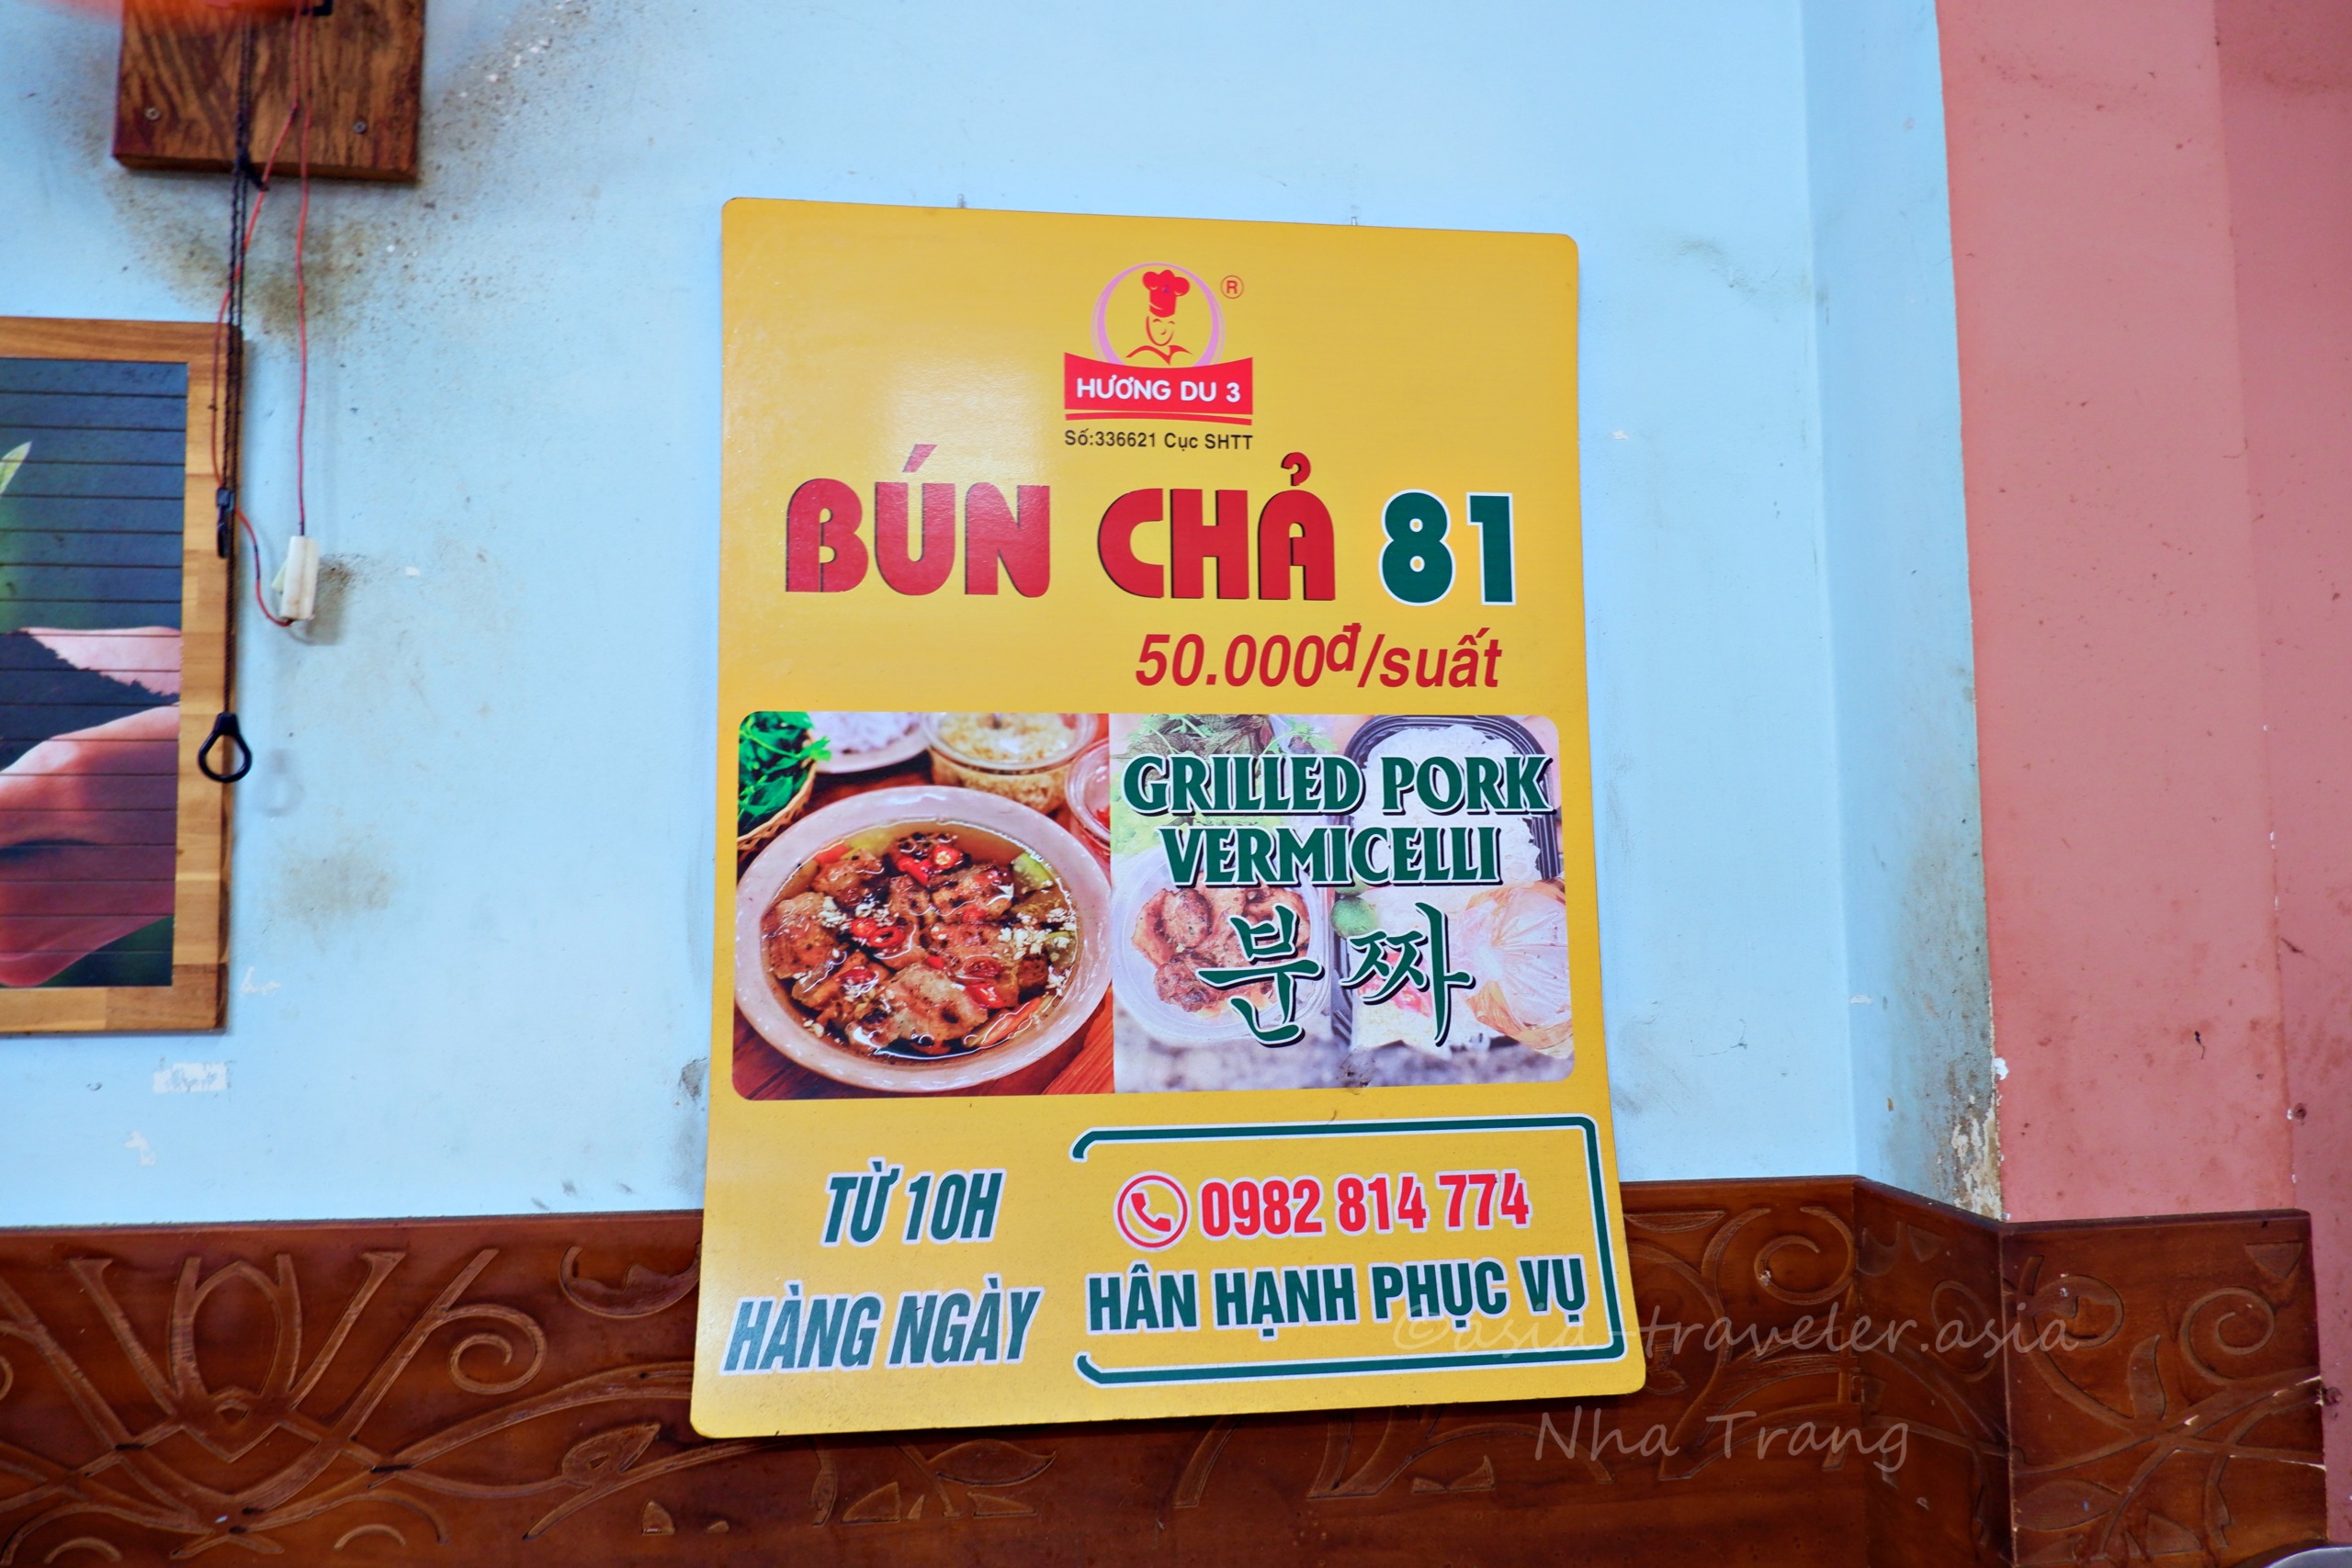 ®
HƯƠNG DU 3
Số:336621 Cục SHTT
BÚN CHẢ 81
50.000đ/suất
GRILLED PORK
VERMICELLI
분 짜
TỪ 10H
HÀNG NGÀY
0982 814 774
HÂN HẠNH PHỤC VỤ
©asia-traveler.asia
Nha Trang